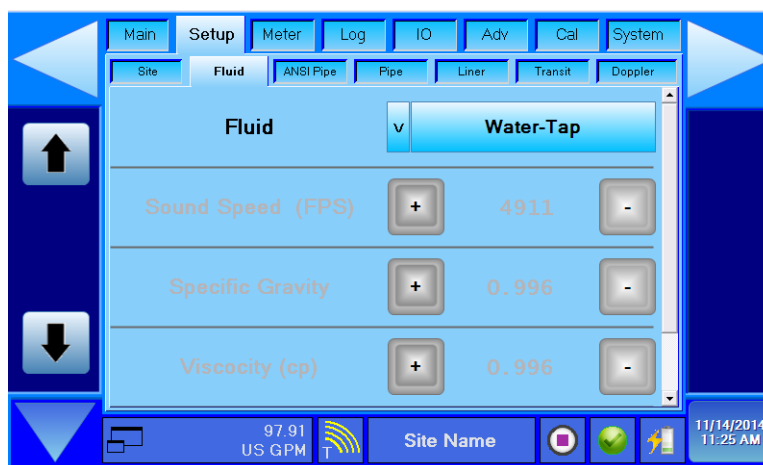 Main Setup Meter Log IO Adv Cal System
Site Fluid ANSI Pipe Pipe Liner Transit Doppler
Fluid v Water-Tap
Sound Speed (FPS) + 4911 -
Specific Gravity + 0.996 -
Viscocity (cp) + 0.996 -
97.91
US GPM T Site Name
11/14/2014
11:25 AM